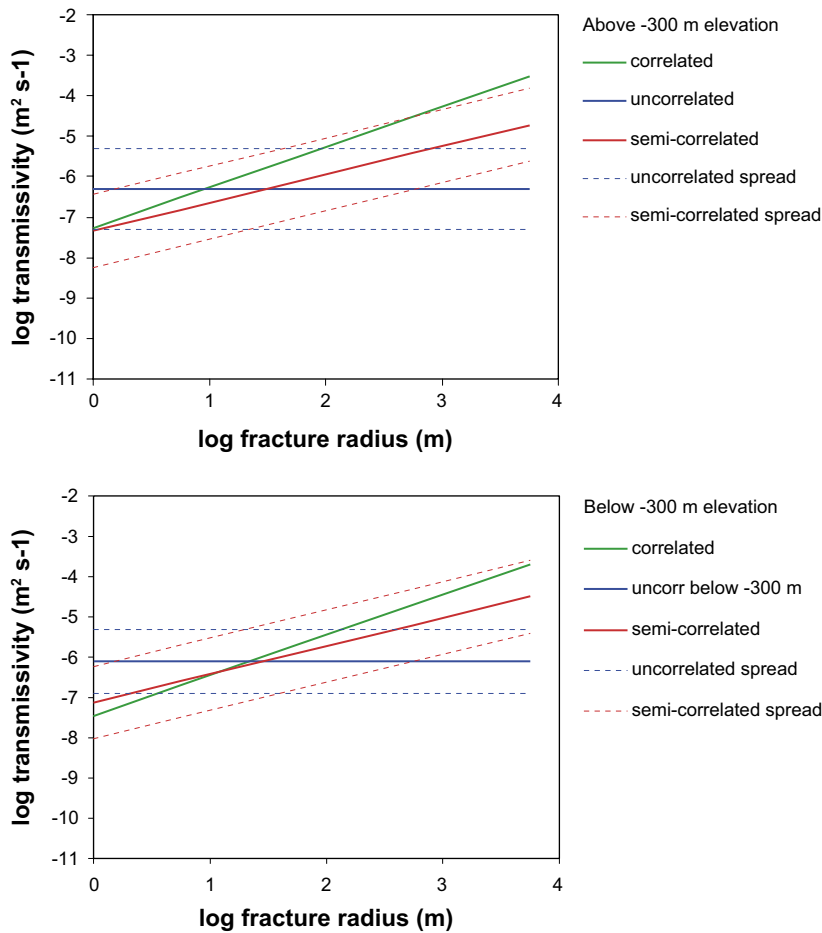 Above -300 m elevation
correlated
uncorrelated
semi-correlated
uncorrelated spread
semi-correlated spread
log transmissivity (m² s-1)
-2
-3
-4
-5
-6
-7
-8
-9
-10
-11
0 1 2 3 4
log fracture radius (m)
Below -300 m elevation
correlated
uncorr below -300 m
semi-correlated
uncorrelated spread
semi-correlated spread
log transmissivity (m² s-1)
-2
-3
-4
-5
-6
-7
-8
-9
-10
-11
0 1 2 3 4
log fracture radius (m)